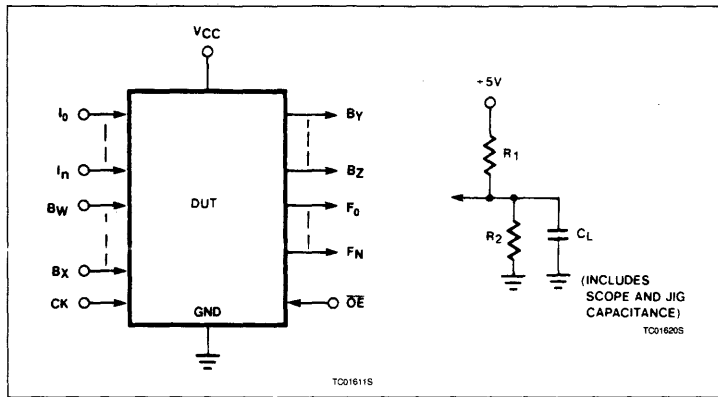 VCC
I0
In
BW
BX
CK
DUT
GND
BY
BZ
F0
FN
OE
+5V
R1
R2
CL
(INCLUDES
SCOPE AND JIG
CAPACITANCE)
TC01620S
TC01611S